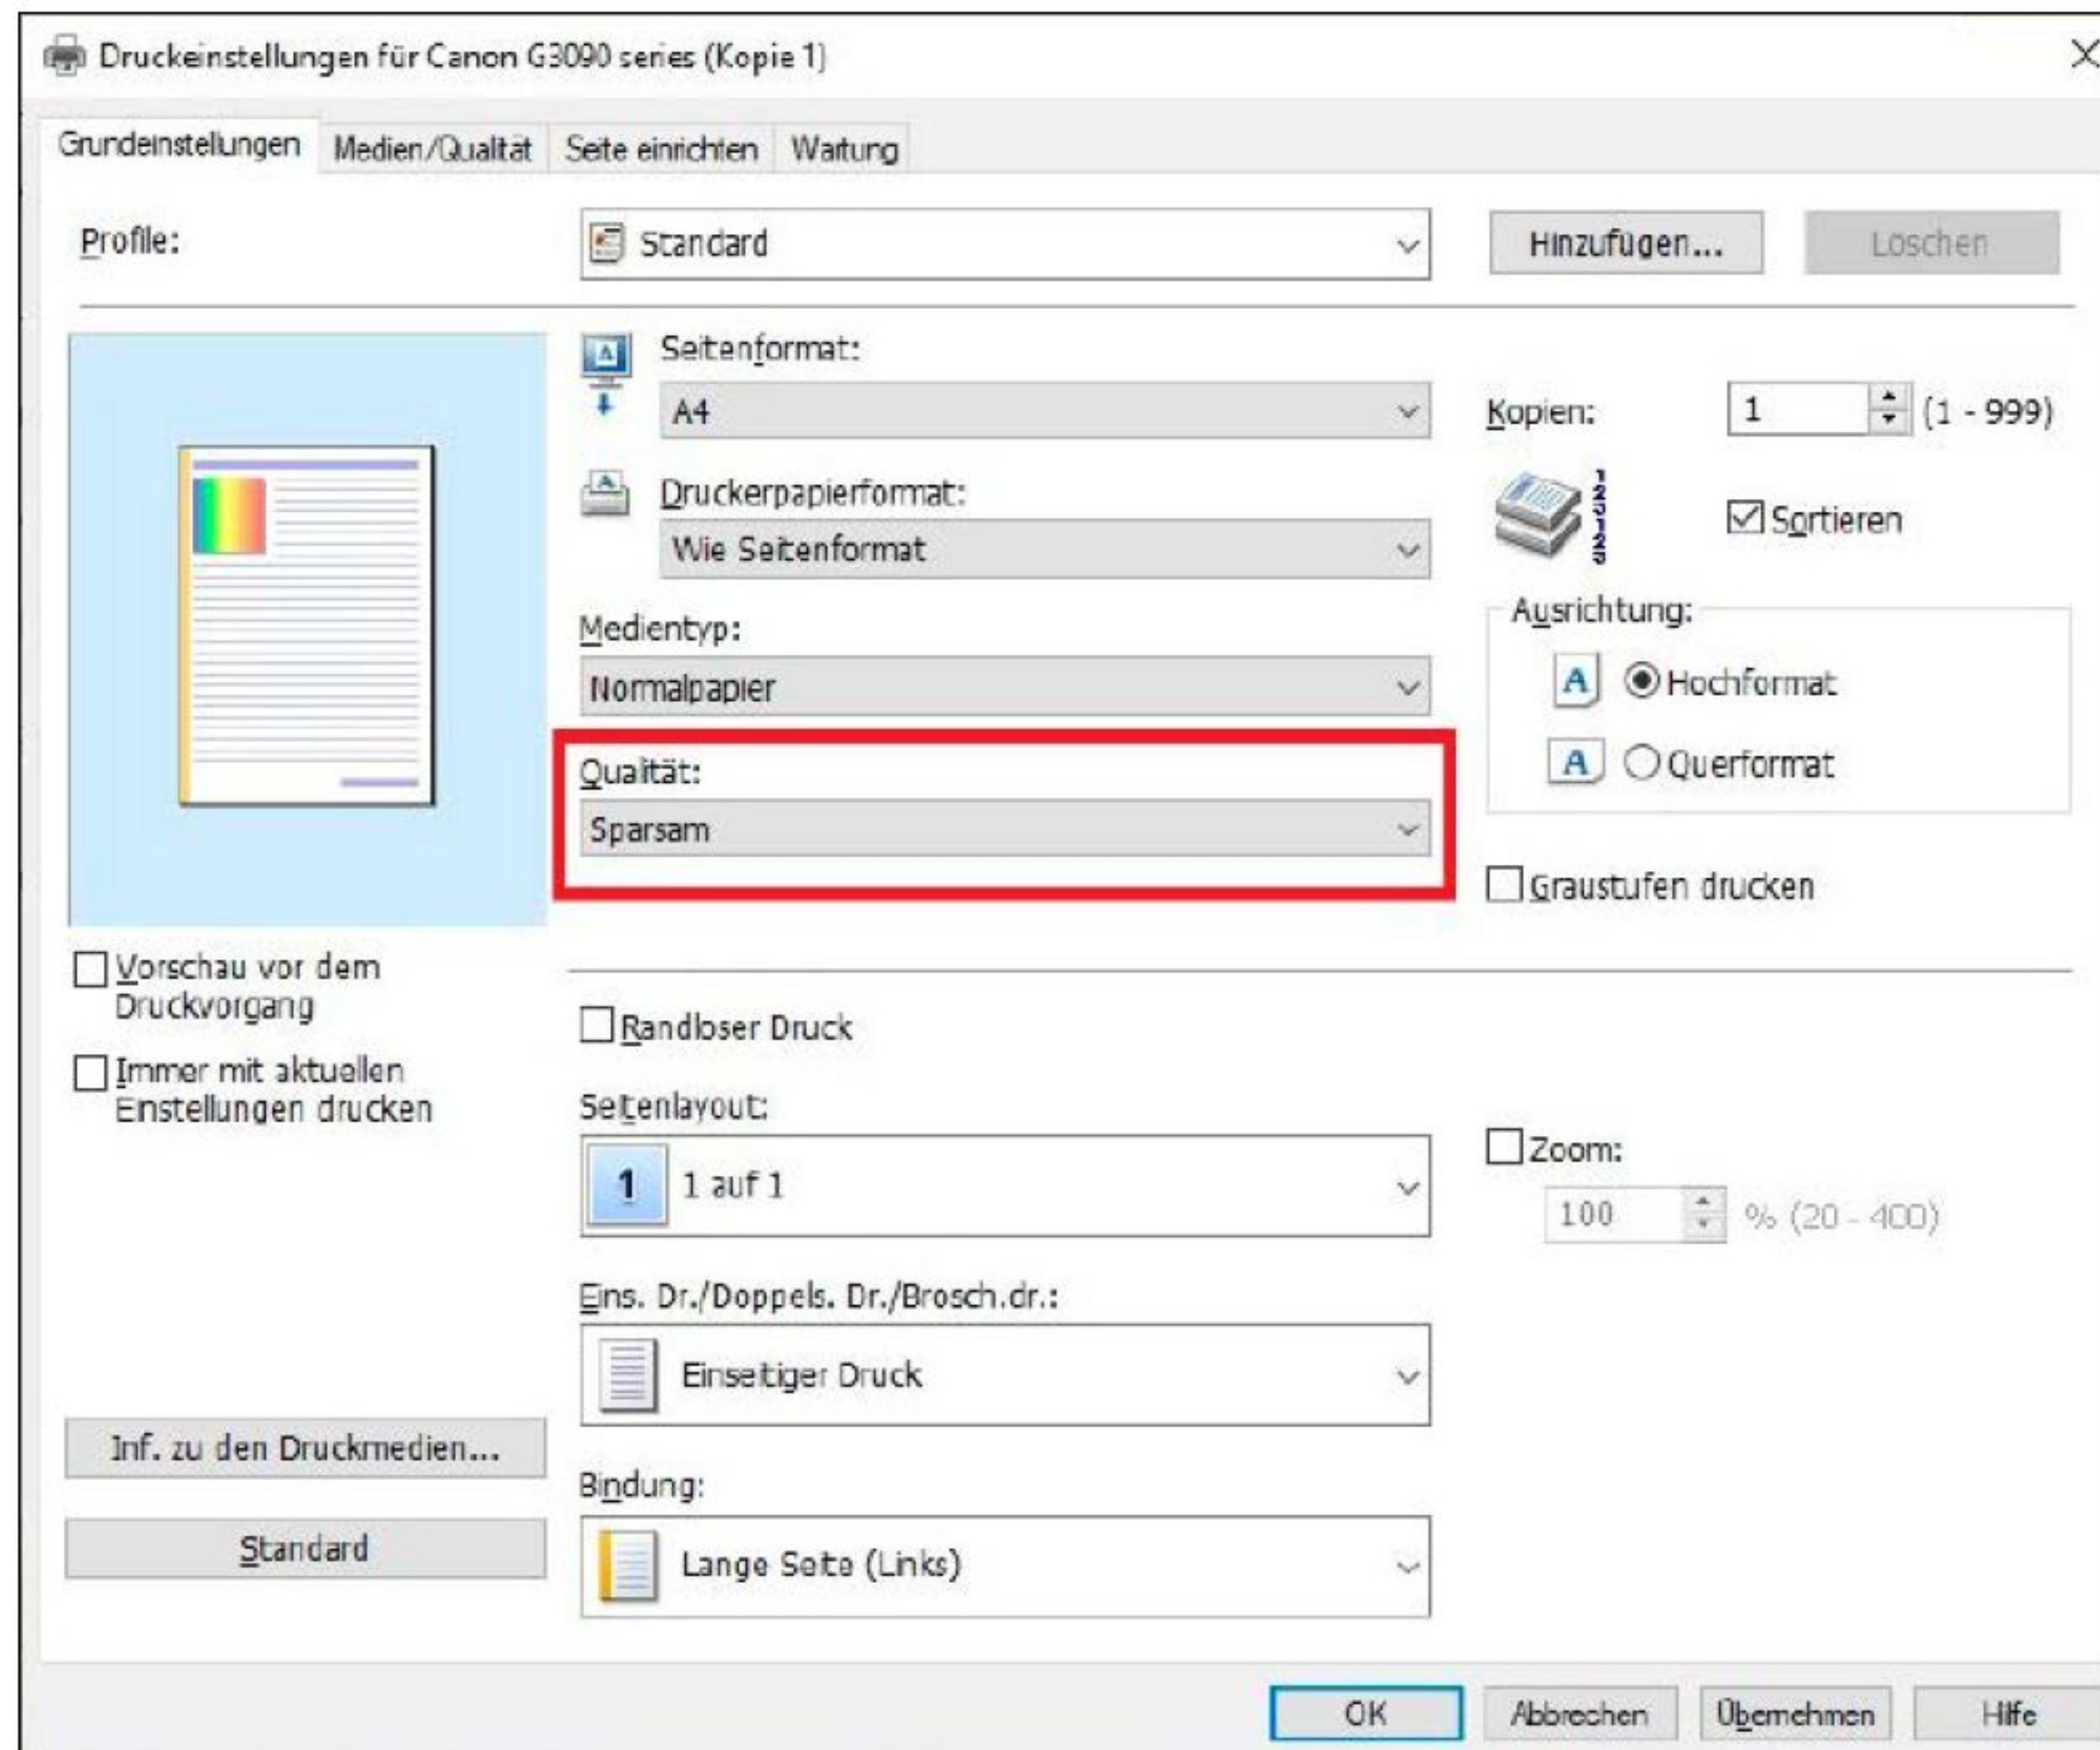 Druckeinstellungen für Canon G3090 series (Kopie 1)
Grundeinstellungen Medien/Qualität Seite einrichten Wartung
Profile: Standard Hinzufügen... Löschen
Seitenformat:
A4
Kopien: 1 (1 - 999)
Druckerpapierformat:
Wie Seitenformat
Sortieren
Medientyp:
Normalpapier
Ausrichtung:
Hochformat
Querformat
Qualität:
Sparsam
Graustufen drucken
Vorschau vor dem
Druckvorgang
Immer mit aktuellen
Einstellungen drucken
Randloser Druck
Seitenlayout:
1 1 auf 1
Zoom:
100 % (20 - 400)
Eins. Dr./Doppels. Dr./Brosch.dr.:
Einseitiger Druck
Inf. zu den Druckmedien...
Bindung:
Standard
Lange Seite (Links)
OK Abbrechen Übernehmen Hilfe